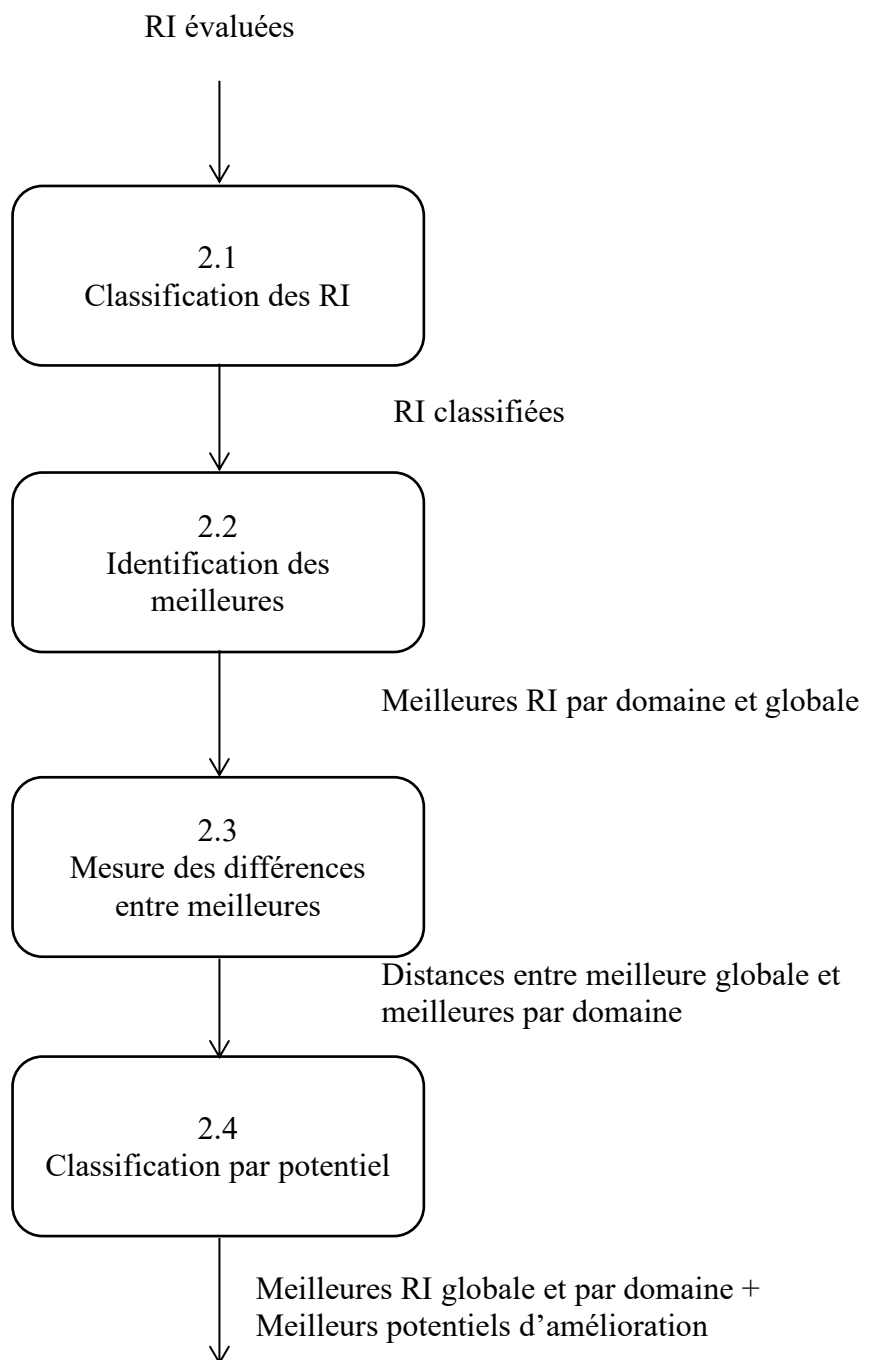 RI évaluées
2.1
Classification des RI
RI classifiées
2.2
Identification des
meilleures
Meilleures RI par domaine et globale
2.3
Mesure des différences
entre meilleures
Distances entre meilleure globale et
meilleures par domaine
2.4
Classification par potentiel
Meilleures RI globale et par domaine +
Meilleurs potentiels d’amélioration